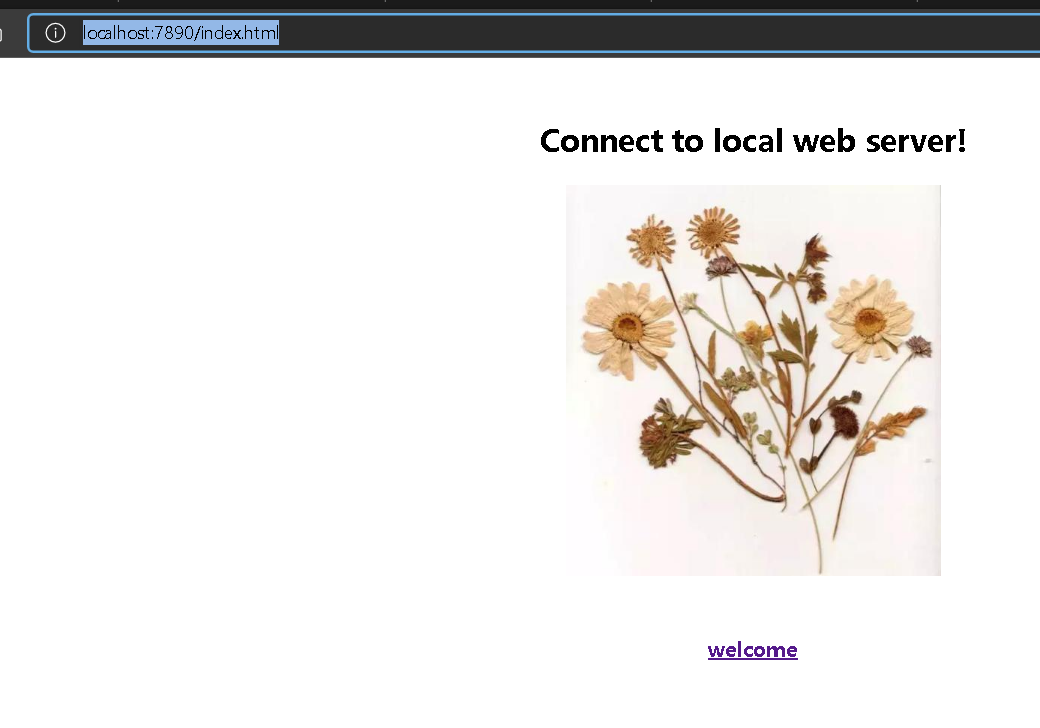 localhost:7890/index.html
Connect to local web server!
welcome